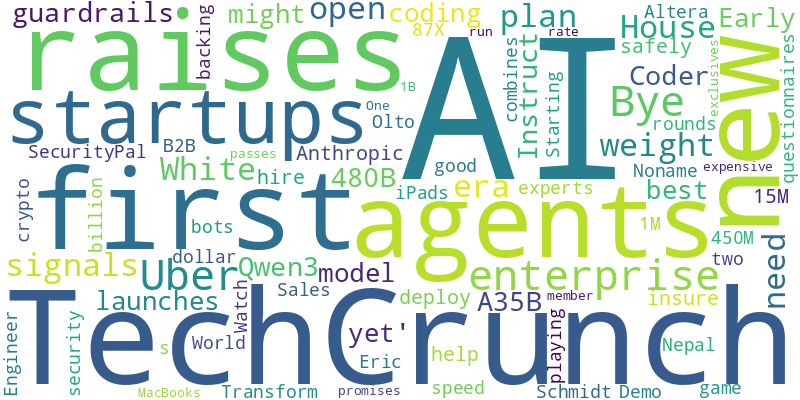 guardrails
backing
might
open
coding
plan
House
Altera
Early
raises
87X
run
rate
AI
safely
exclusives
questionnaires
startups
1B
One
Olto
combines
Instruct
Starting
Coder
Bye
rounds
new
SecurityPal
B2B
passes
Anthropic
good
weight
Noname
expensive
White
hire
480B
iPads
era
experts
best
15M
first
agents
crypto
billion
bots
1M
450M
two
signals
Uber
dollar
Qwen3
model
enterprise
need
launches
Sales
Watch
deploy
A35B
member
insure
TechCrunch
Engineer
security
s
World
yet'
Eric
help
playing
Nepal
MacBooks
Transform
promises
speed
Schmidt
Demo
game